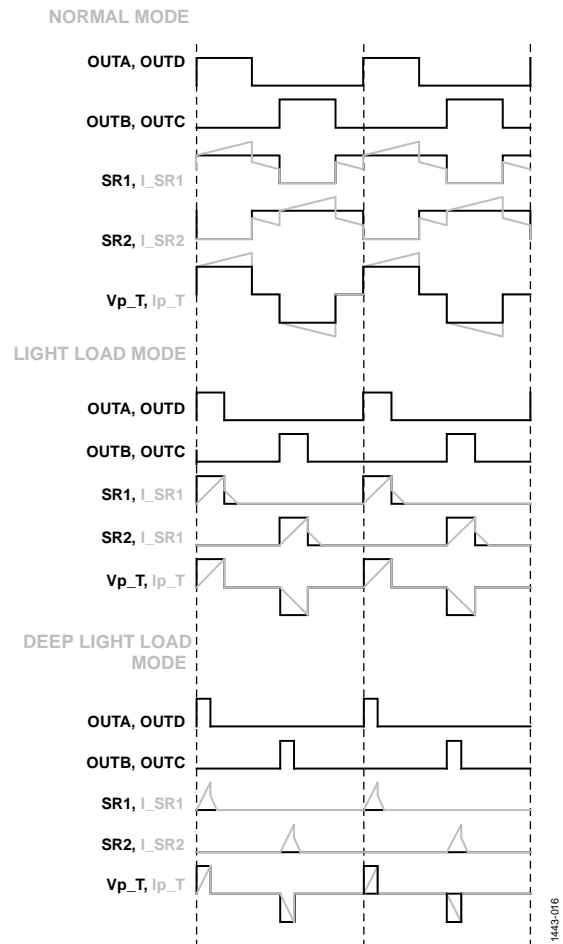 NORMAL MODE
OUTA, OUTD
OUTB, OUTC
SR1, I_SR1
SR2, I_SR2
Vp_T, Ip_T
LIGHT LOAD MODE
OUTA, OUTD
OUTB, OUTC
SR1, I_SR1
SR2, I_SR1
Vp_T, Ip_T
DEEP LIGHT LOAD
MODE
OUTA, OUTD
OUTB, OUTC
SR1, I_SR1
SR2, I_SR2
Vp_T, Ip_T
1443-016